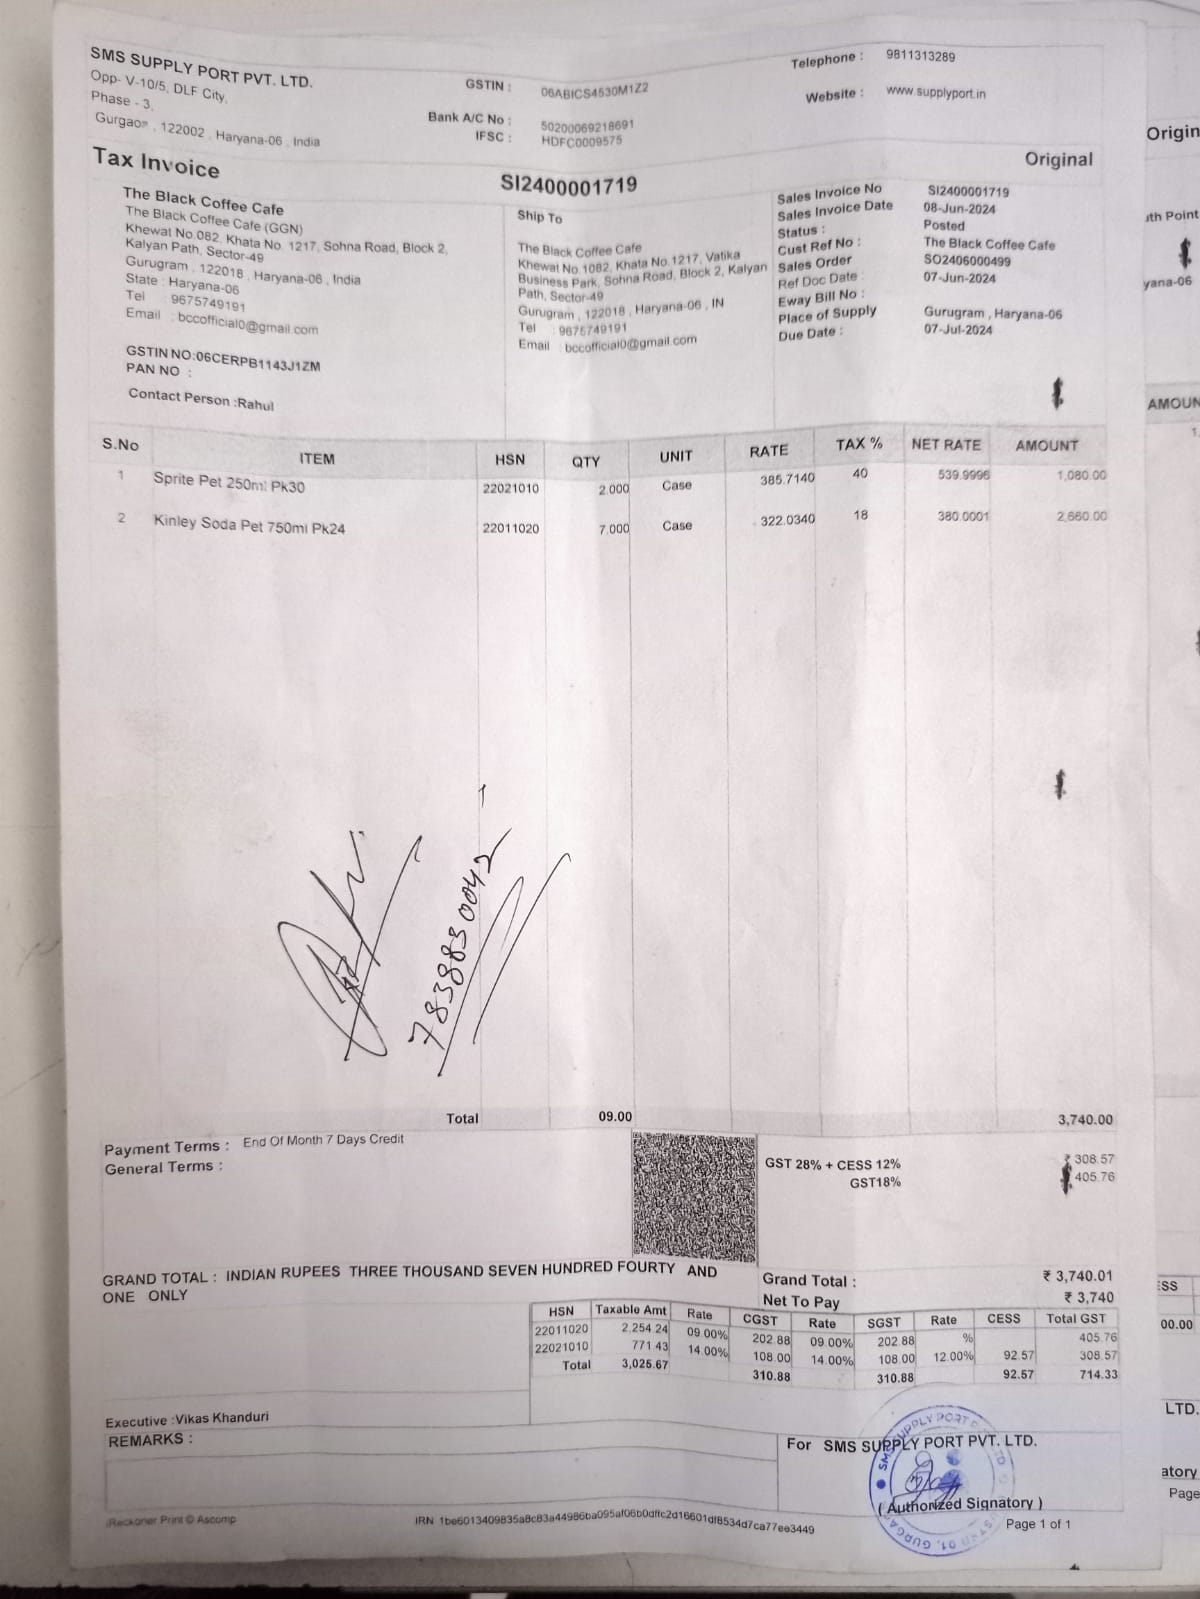 SMS SUPPLY PORT PVT. LTD.
Opp- V-10/5, DLF City,
Phase - 3,
Gurgaon , 122002 , Haryana-06 , India
GSTIN : 06ABICS4530M1Z2
Bank A/C No : 50200069218691
IFSC : HDFC0009575
Telephone : 9811313289
Website : www.supplyport.in
Tax Invoice
SI2400001719
Original
The Black Coffee Cafe
The Black Coffee Cafe (GGN)
Khewat No.082, Khata No. 1217, Sohna Road, Block 2,
Kalyan Path, Sector-49
Gurugram , 122018 , Haryana-06 , India
State : Haryana-06
Tel : 9675749191
Email : bccofficial0@gmail.com
GSTIN NO:06CERPB1143J1ZM
PAN NO :
Contact Person :Rahul
Ship To
The Black Coffee Cafe
Khewat No.1082, Khata No.1217, Vatika
Business Park, Sohna Road, Block 2, Kalyan
Path, Sector-49
Gurugram , 122018 , Haryana-06 , IN
Tel : 9675749191
Email : bccofficial0@gmail.com
Sales Invoice No SI2400001719
Sales Invoice Date 08-Jun-2024
Status : Posted
Cust Ref No : The Black Coffee Cafe
Sales Order SO2406000499
Ref Doc Date : 07-Jun-2024
Eway Bill No :
Place of Supply Gurugram , Haryana-06
Due Date : 07-Jul-2024
S.No ITEM HSN QTY UNIT RATE TAX % NET RATE AMOUNT
1 Sprite Pet 250ml Pk30 22021010 2.000 Case 385.7140 40 539.9996 1,080.00
2 Kinley Soda Pet 750ml Pk24 22011020 7.000 Case 322.0340 18 380.0001 2,660.00
7838830042
Total 09.00 3,740.00
Payment Terms : End Of Month 7 Days Credit
General Terms :
GST 28% + CESS 12% ₹ 308.57
GST18% 405.76
GRAND TOTAL : INDIAN RUPEES THREE THOUSAND SEVEN HUNDRED FOURTY AND
ONE ONLY
Grand Total : ₹ 3,740.01
Net To Pay ₹ 3,740
HSN Taxable Amt Rate CGST Rate SGST Rate CESS Total GST
22011020 2,254.24 09.00% 202.88 09.00% 202.88 % 405.76
22021010 771.43 14.00% 108.00 14.00% 108.00 12.00% 92.57 308.57
Total 3,025.67 310.88 310.88 92.57 714.33
Executive :Vikas Khanduri
REMARKS :
For SMS SUPPLY PORT PVT. LTD.
( Authorized Signatory )
iReckoner Print © Ascomp
Page 1 of 1
Origin
uth Point
yana-06
AMOUN
ESS
00.00
LTD.
atory
Page